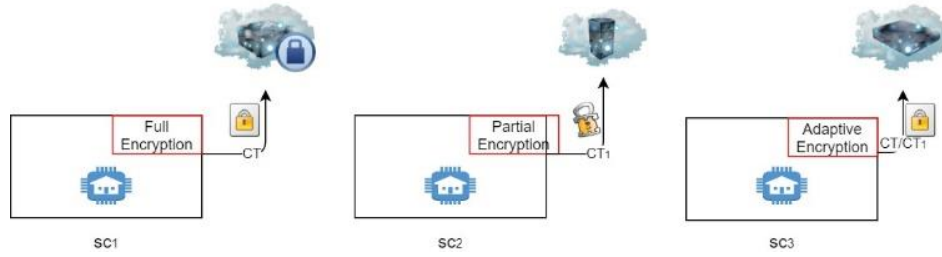 Full
Encryption
CT
SC1
Partial
Encryption
CT1
SC2
Adaptive
Encryption
CT/CT1
SC3